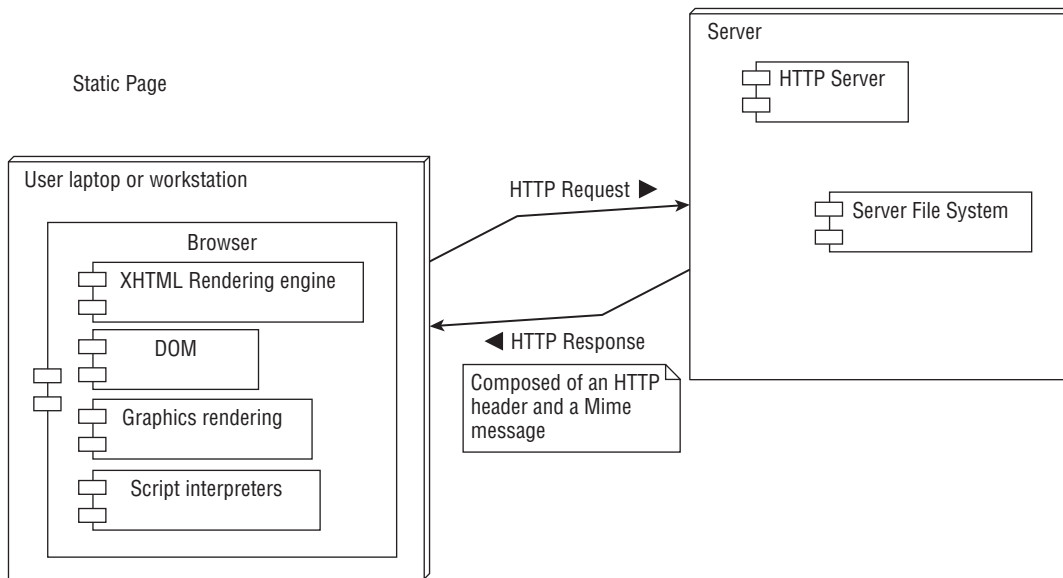 Static Page
User laptop or workstation
Browser
XHTML Rendering engine
DOM
Graphics rendering
Script interpreters
HTTP Request
HTTP Response
Composed of an HTTP
header and a Mime
message
Server
HTTP Server
Server File System